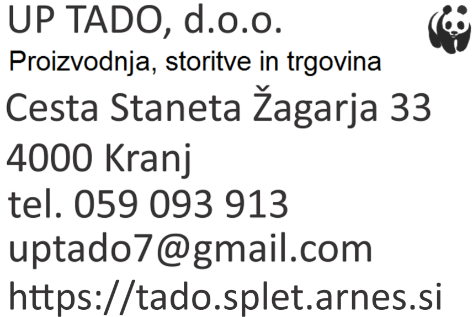 UP TADO, d.o.o.
Proizvodnja, storitve in trgovina
Cesta Staneta Žagarja 33
4000 Kranj
tel. 059 093 913
uptado7@gmail.com
https://tado.splet.arnes.si